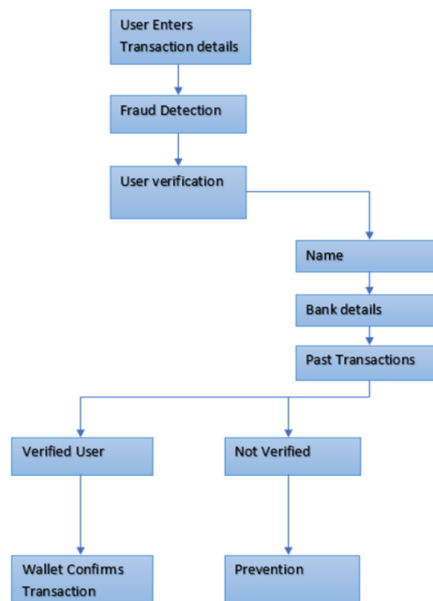 User Enters
Transaction details
Fraud Detection
User verification
Name
Bank details
Past Transactions
Verified User
Not Verified
Wallet Confirms
Transaction
Prevention